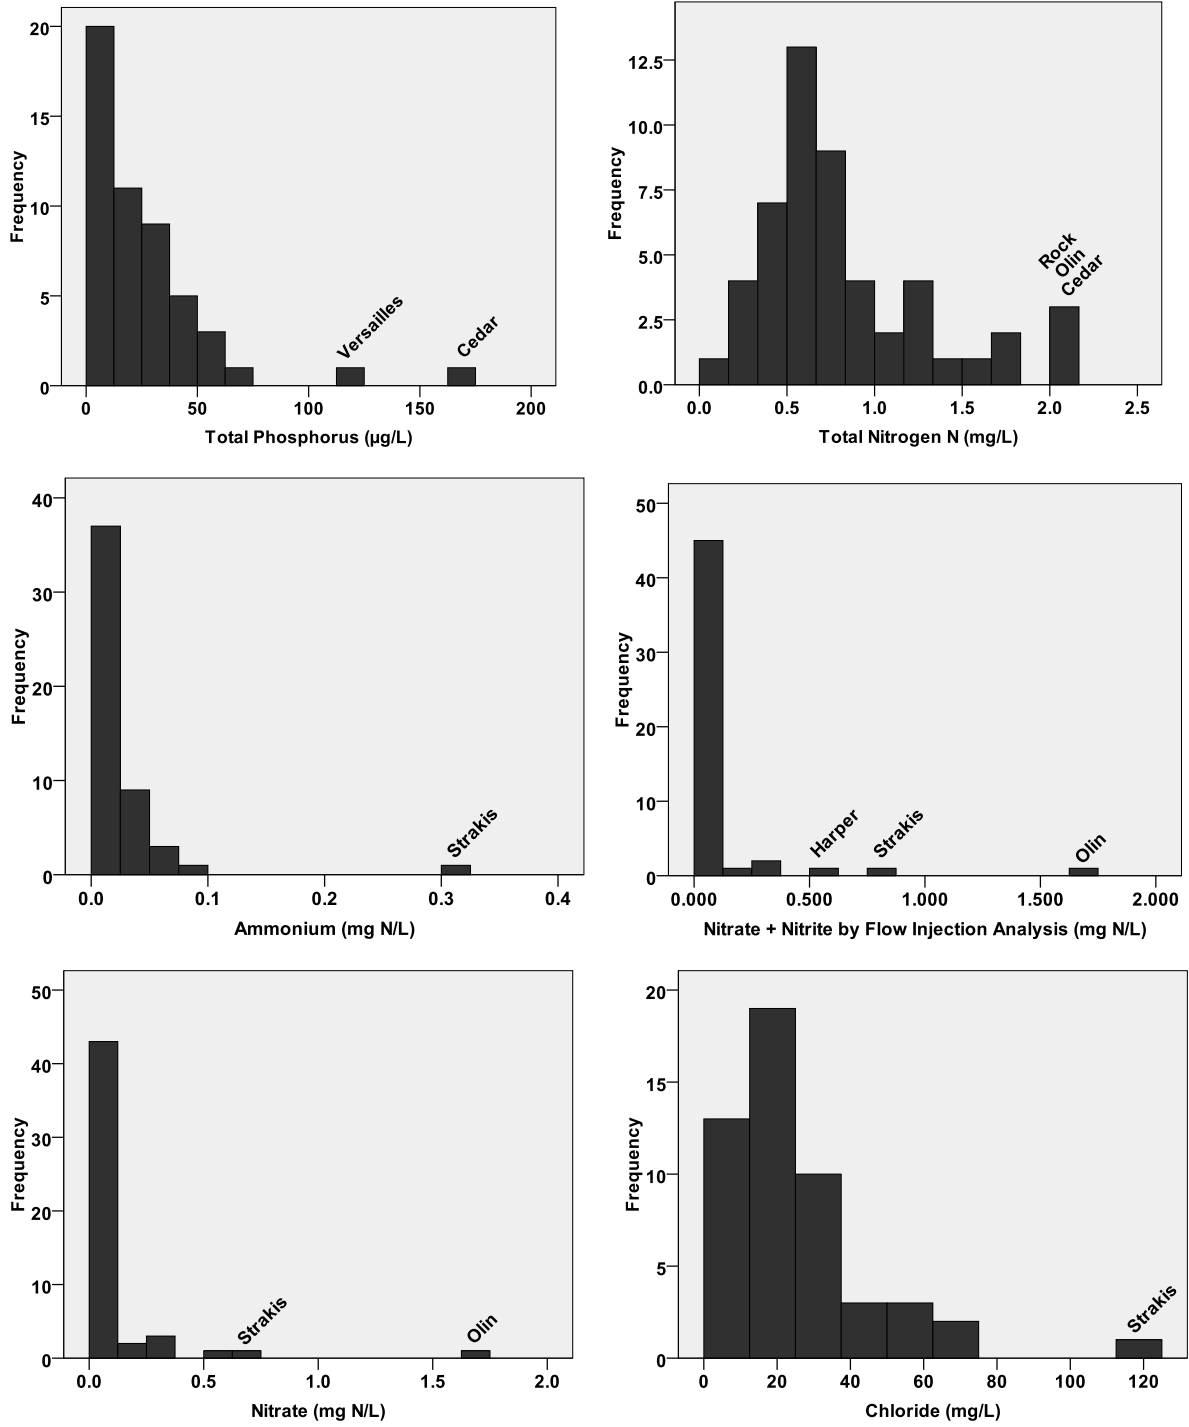 20
15
10
5
0
Frequency
Versailles
Cedar
0 50 100 150 200
Total Phosphorus (µg/L)
12.5
10.0
7.5
5.0
2.5
0.0
Frequency
Rock
Olin
Cedar
0.0 0.5 1.0 1.5 2.0 2.5
Total Nitrogen N (mg/L)
40
30
20
10
0
Frequency
Strakis
0.0 0.1 0.2 0.3 0.4
Ammonium (mg N/L)
50
40
30
20
10
0
Frequency
Harper
Strakis
Olin
0.000 0.500 1.000 1.500 2.000
Nitrate + Nitrite by Flow Injection Analysis (mg N/L)
50
40
30
20
10
0
Frequency
Strakis
Olin
0.0 0.5 1.0 1.5 2.0
Nitrate (mg N/L)
20
15
10
5
0
Frequency
Strakis
0 20 40 60 80 100 120
Chloride (mg/L)